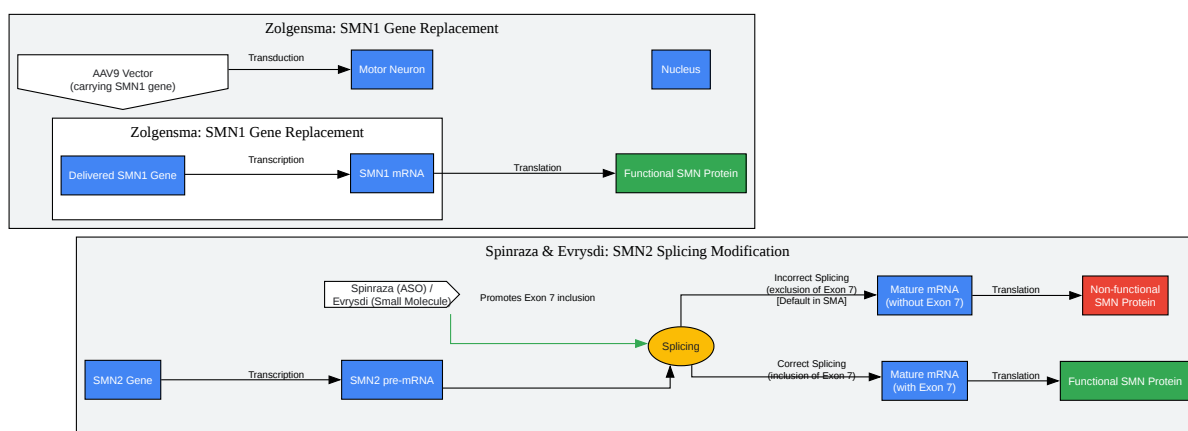 Zolgensma: SMN1 Gene Replacement
AAV9 Vector
(carrying SMN1 gene)
Transduction
Motor Neuron
Nucleus
Zolgensma: SMN1 Gene Replacement
Delivered SMN1 Gene
Transcription
SMN1 mRNA
Translation
Functional SMN Protein
Spinraza & Evrysdi: SMN2 Splicing Modification
Spinraza (ASO) /
Evrysdi (Small Molecule)
Promotes Exon 7 inclusion
Incorrect Splicing
(exclusion of Exon 7)
[Default in SMA]
Mature mRNA
(without Exon 7)
Translation
Non-functional
SMN Protein
Splicing
SMN2 Gene
Transcription
SMN2 pre-mRNA
Correct Splicing
(inclusion of Exon 7)
Mature mRNA
(with Exon 7)
Translation
Functional SMN Protein